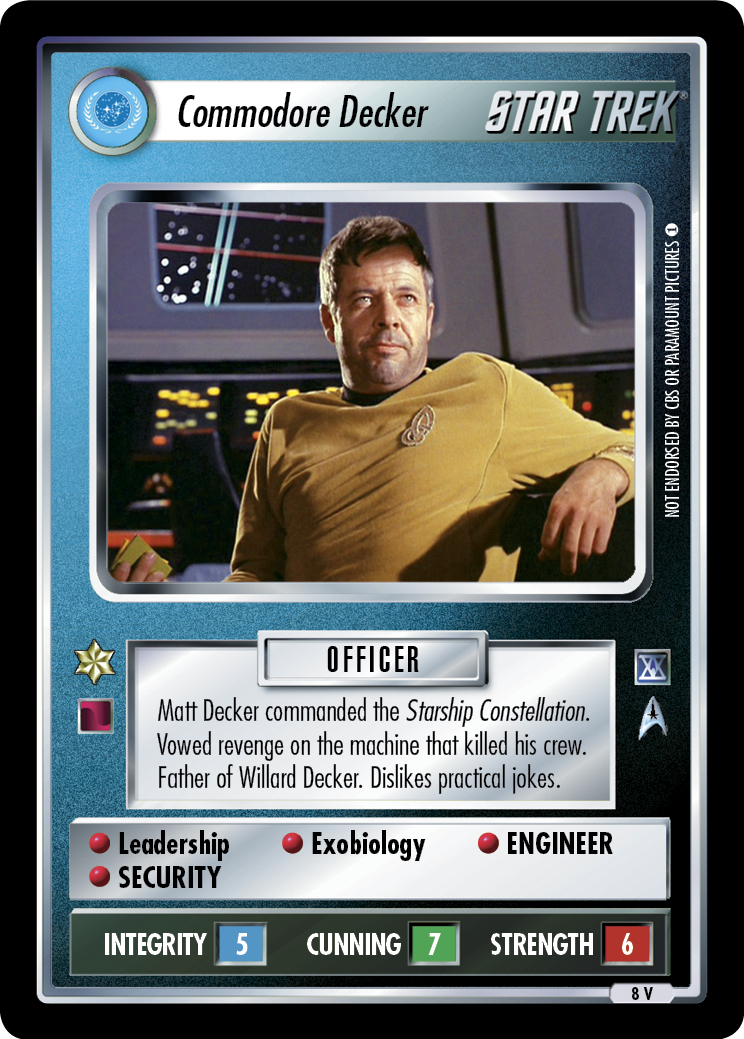 Commodore Decker
STAR TREK®
NOT ENDORSED BY CBS OR PARAMOUNT PICTURES 1
OFFICER
Matt Decker commanded the Starship Constellation.
Vowed revenge on the machine that killed his crew.
Father of Willard Decker. Dislikes practical jokes.
Leadership Exobiology ENGINEER
SECURITY
INTEGRITY 5 CUNNING 7 STRENGTH 6
8 V